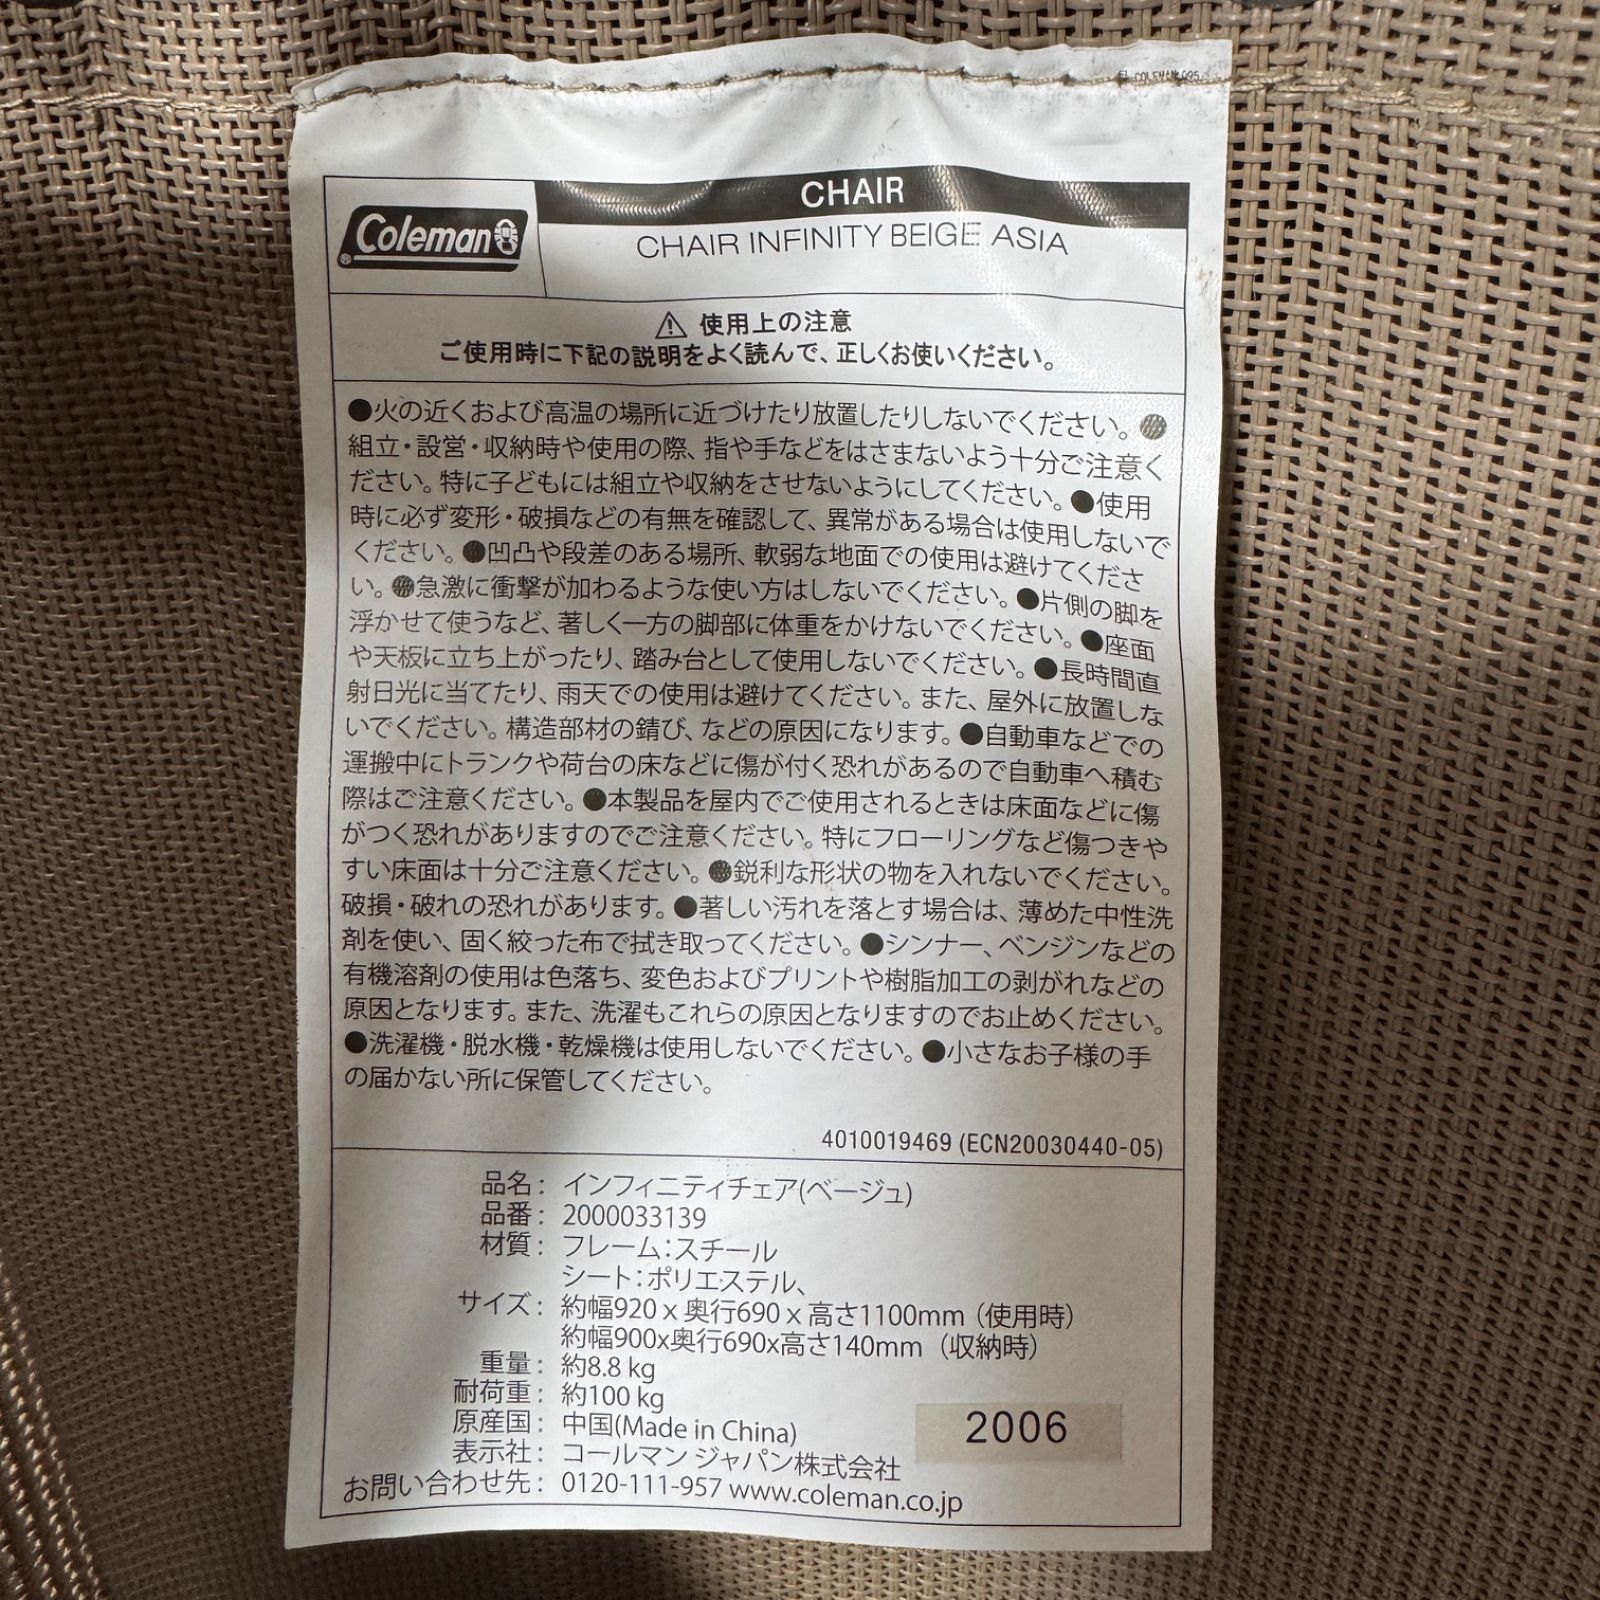 COLEMAN 995
CHAIR
Coleman
CHAIR INFINITY BEIGE ASIA
使用上の注意
ご使用時に下記の説明をよく読んで、正しくお使いください。
●火の近くおよび高温の場所に近づけたり放置したりしないでください。●
組立・設営・収納時や使用の際、指や手などをはさまないよう十分ご注意く
ださい。特に子どもには組立や収納をさせないようにしてください。●使用
時に必ず変形・破損などの有無を確認して、異常がある場合は使用しないで
ください。●凹凸や段差のある場所、軟弱な地面での使用は避けてくださ
い。●急激に衝撃が加わるような使い方はしないでください。●片側の脚を
浮かせて使うなど、著しく一方の脚部に体重をかけないでください。●座面
や天板に立ち上がったり、踏み台として使用しないでください。●長時間直
射日光に当てたり、雨天での使用は避けてください。また、屋外に放置しな
いでください。構造部材の錆び、などの原因になります。●自動車などでの
運搬中にトランクや荷台の床などに傷が付く恐れがあるので自動車へ積む
際はご注意ください。●本製品を屋内でご使用されるときは床面などに傷
がつく恐れがありますのでご注意ください。特にフローリングなど傷つきや
すい床面は十分ご注意ください。●鋭利な形状の物を入れないでください。
破損・破れの恐れがあります。●著しい汚れを落とす場合は、薄めた中性洗
剤を使い、固く絞った布で拭き取ってください。●シンナー、ベンジンなどの
有機溶剤の使用は色落ち、変色およびプリントや樹脂加工の剥がれなどの
原因となります。また、洗濯もこれらの原因となりますのでお止めください。
●洗濯機・脱水機・乾燥機は使用しないでください。●小さなお子様の手
の届かない所に保管してください。
4010019469 (ECN20030440-05)
品名： インフィニティチェア(ベージュ)
品番： 2000033139
材質： フレーム：スチール
シート：ポリエステル、
サイズ： 約幅920 x 奥行690 x 高さ1100mm（使用時）
約幅900x奥行690x高さ140mm（収納時）
重量： 約8.8 kg
耐荷重： 約100 kg
原産国： 中国(Made in China)
2006
表示社： コールマン ジャパン株式会社
お問い合わせ先： 0120-111-957 www.coleman.co.jp